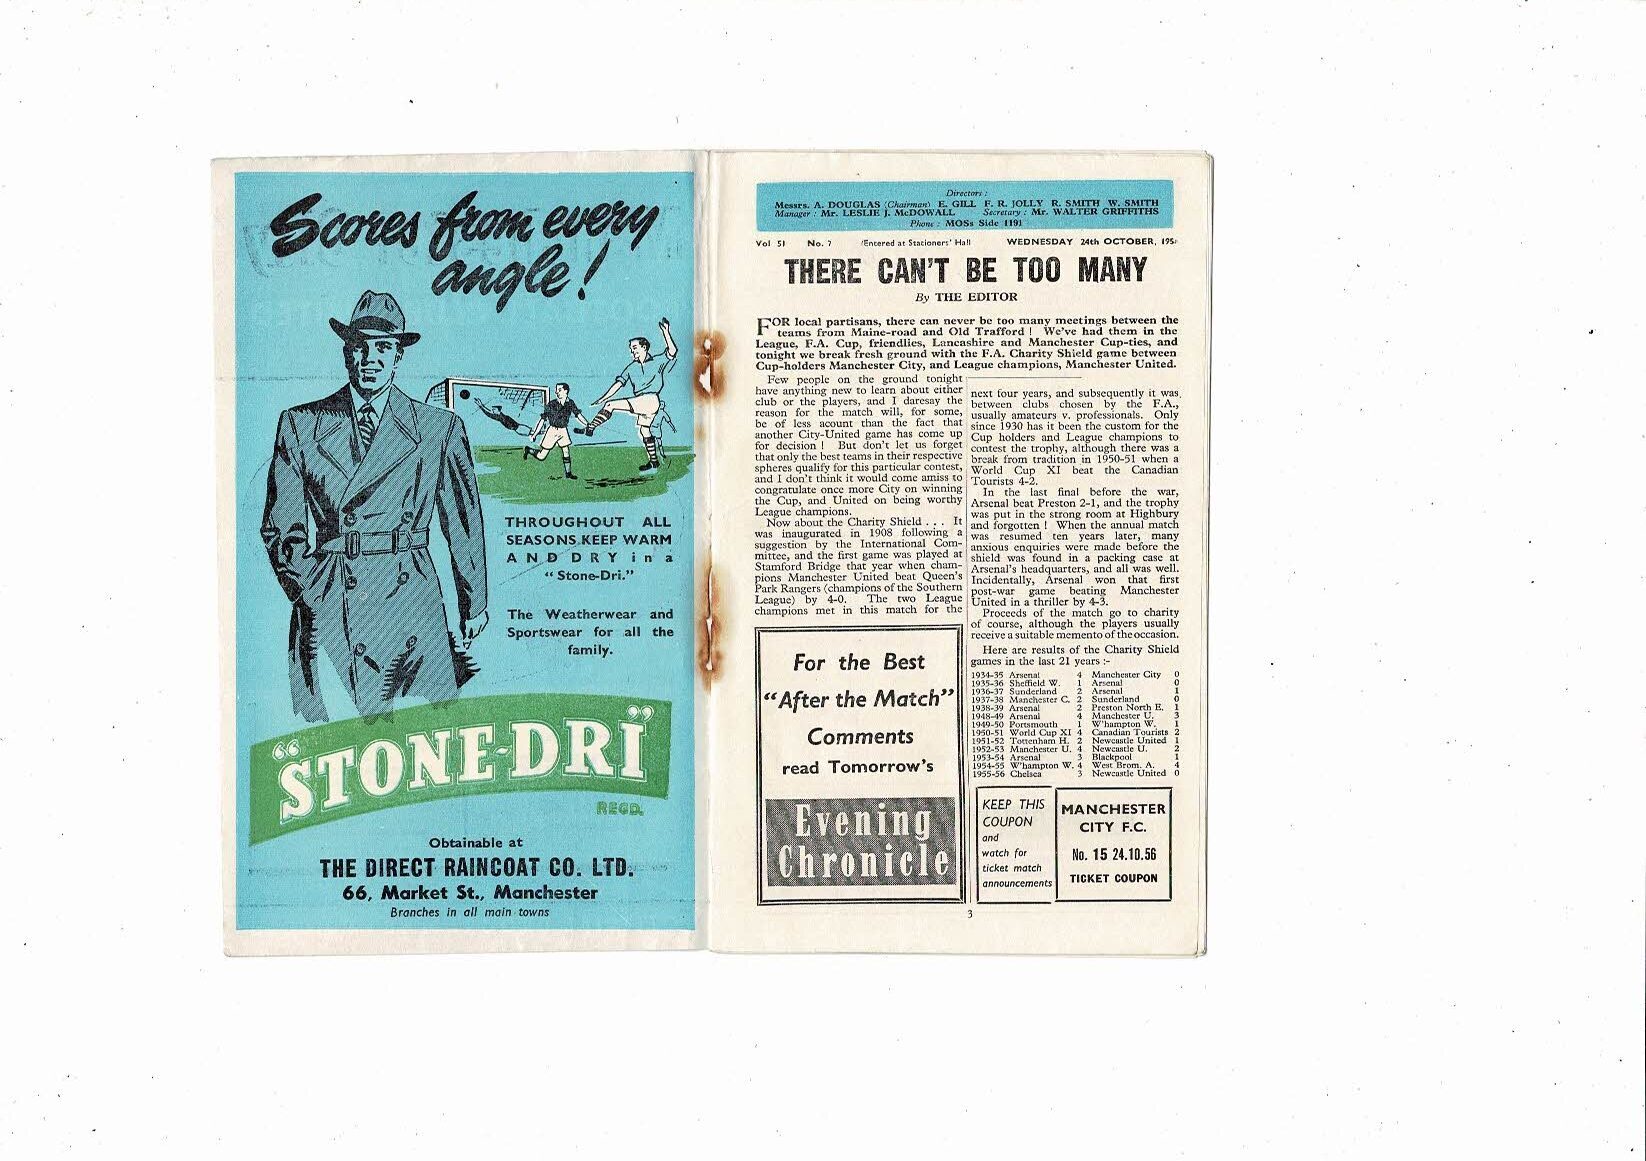 Scores from every
angle!
THROUGHOUT ALL
SEASONS KEEP WARM
AND DRY in a
“Stone-Dri.”
The Weatherwear and
Sportswear for all the
family.
“STONE-DRI”
REGD.
Obtainable at
THE DIRECT RAINCOAT CO. LTD.
66, Market St., Manchester
Branches in all main towns
Directors :
Messrs. A. DOUGLAS (Chairman) E. GILL F. R. JOLLY R. SMITH W. SMITH
Manager : Mr. LESLIE J. McDOWALL Secretary : Mr. WALTER GRIFFITHS
Phone : MOSs Side 1191
Vol 51 No. 7 (Entered at Stationers' Hall WEDNESDAY 24th OCTOBER, 195
THERE CAN'T BE TOO MANY
By THE EDITOR
FOR local partisans, there can never be too many meetings between the
teams from Maine-road and Old Trafford ! We've had them in the
League, F.A. Cup, friendlies, Lancashire and Manchester Cup-ties, and
tonight we break fresh ground with the F.A. Charity Shield game between
Cup-holders Manchester City, and League champions, Manchester United.
Few people on the ground tonight
have anything new to learn about either
club or the players, and I daresay the
reason for the match will, for some,
be of less acount than the fact that
another City-United game has come up
for decision ! But don't let us forget
that only the best teams in their respective
spheres qualify for this particular contest,
and I don't think it would come amiss to
congratulate once more City on winning
the Cup, and United on being worthy
League champions.
Now about the Charity Shield . . . It
was inaugurated in 1908 following a
suggestion by the International Com-
mittee, and the first game was played at
Stamford Bridge that year when cham-
pions Manchester United beat Queen's
Park Rangers (champions of the Southern
League) by 4-0. The two League
champions met in this match for the
next four years, and subsequently it was
between clubs chosen by the F.A.,
usually amateurs v. professionals. Only
since 1930 has it been the custom for the
Cup holders and League champions to
contest the trophy, although there was a
break from tradition in 1950-51 when a
World Cup XI beat the Canadian
Tourists 4-2.
In the last final before the war,
Arsenal beat Preston 2-1, and the trophy
was put in the strong room at Highbury
and forgotten ! When the annual match
was resumed ten years later, many
anxious enquiries were made before the
shield was found in a packing case at
Arsenal's headquarters, and all was well.
Incidentally, Arsenal won that first
post-war game beating Manchester
United in a thriller by 4-3.
Proceeds of the match go to charity
of course, although the players usually
receive a suitable memento of the occasion.
Here are results of the Charity Shield
games in the last 21 years :-
1934-35 Arsenal 4 Manchester City 0
1935-36 Sheffield W. 1 Arsenal 0
1936-37 Sunderland 2 Arsenal 1
1937-38 Manchester C. 2 Sunderland 0
1938-39 Arsenal 2 Preston North E. 1
1948-49 Arsenal 4 Manchester U. 3
1949-50 Portsmouth 1 W'hampton W. 1
1950-51 World Cup XI 4 Canadian Tourists 2
1951-52 Tottenham H. 2 Newcastle United 1
1952-53 Manchester U. 4 Newcastle U. 2
1953-54 Arsenal 3 Blackpool 1
1954-55 W'hampton W. 4 West Brom. A. 4
1955-56 Chelsea 3 Newcastle United 0
For the Best
“After the Match”
Comments
read Tomorrow's
Evening
Chronicle
KEEP THIS
COUPON
and
watch for
ticket match
announcements
MANCHESTER
CITY F.C.
No. 15 24.10.56
TICKET COUPON
3